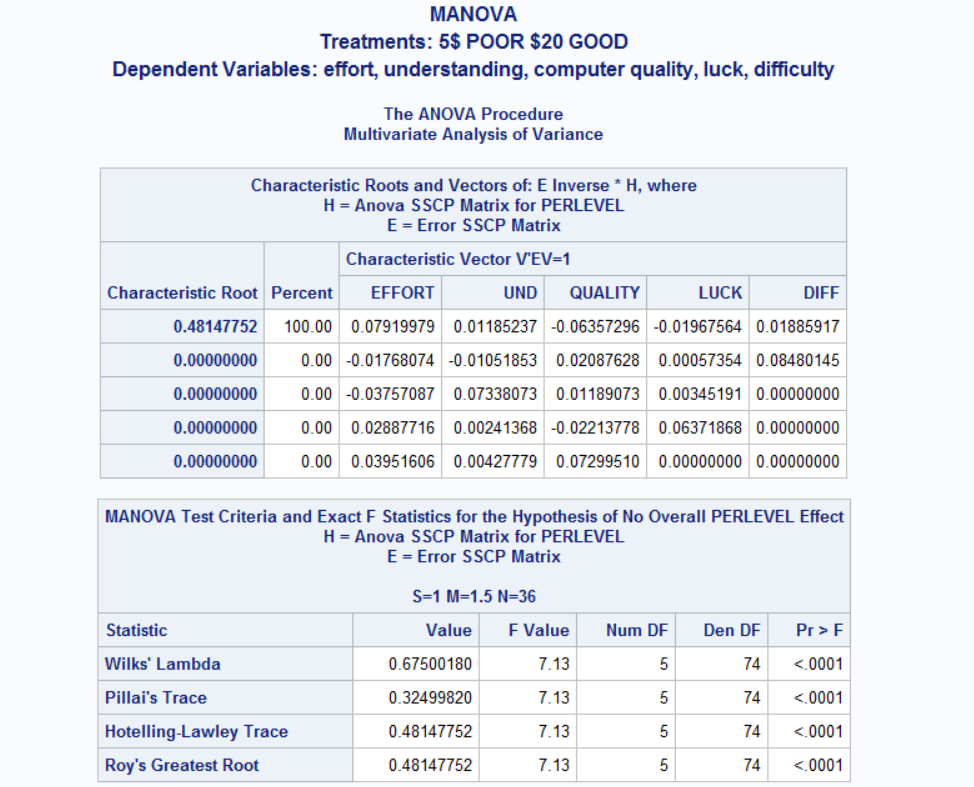 MANOVA
Treatments: 5$ POOR $20 GOOD
Dependent Variables: effort, understanding, computer quality, luck, difficulty
The ANOVA Procedure
Multivariate Analysis of Variance
Characteristic Roots and Vectors of: E Inverse * H, where
H = Anova SSCP Matrix for PERLEVEL
E = Error SSCP Matrix
Characteristic Vector V'EV=1
Characteristic Root Percent EFFORT UND QUALITY LUCK DIFF
0.48147752 100.00 0.07919979 0.01185237 -0.06357296 -0.01967564 0.01885917
0.00000000 0.00 -0.01768074 -0.01051853 0.02087628 0.00057354 0.08480145
0.00000000 0.00 -0.03757087 0.07338073 0.01189073 0.00345191 0.00000000
0.00000000 0.00 0.02887716 0.00241368 -0.02213778 0.06371868 0.00000000
0.00000000 0.00 0.03951606 0.00427779 0.07299510 0.00000000 0.00000000
MANOVA Test Criteria and Exact F Statistics for the Hypothesis of No Overall PERLEVEL Effect
H = Anova SSCP Matrix for PERLEVEL
E = Error SSCP Matrix
S=1 M=1.5 N=36
Statistic Value F Value Num DF Den DF Pr > F
Wilks' Lambda 0.67500180 7.13 5 74 <.0001
Pillai's Trace 0.32499820 7.13 5 74 <.0001
Hotelling-Lawley Trace 0.48147752 7.13 5 74 <.0001
Roy's Greatest Root 0.48147752 7.13 5 74 <.0001